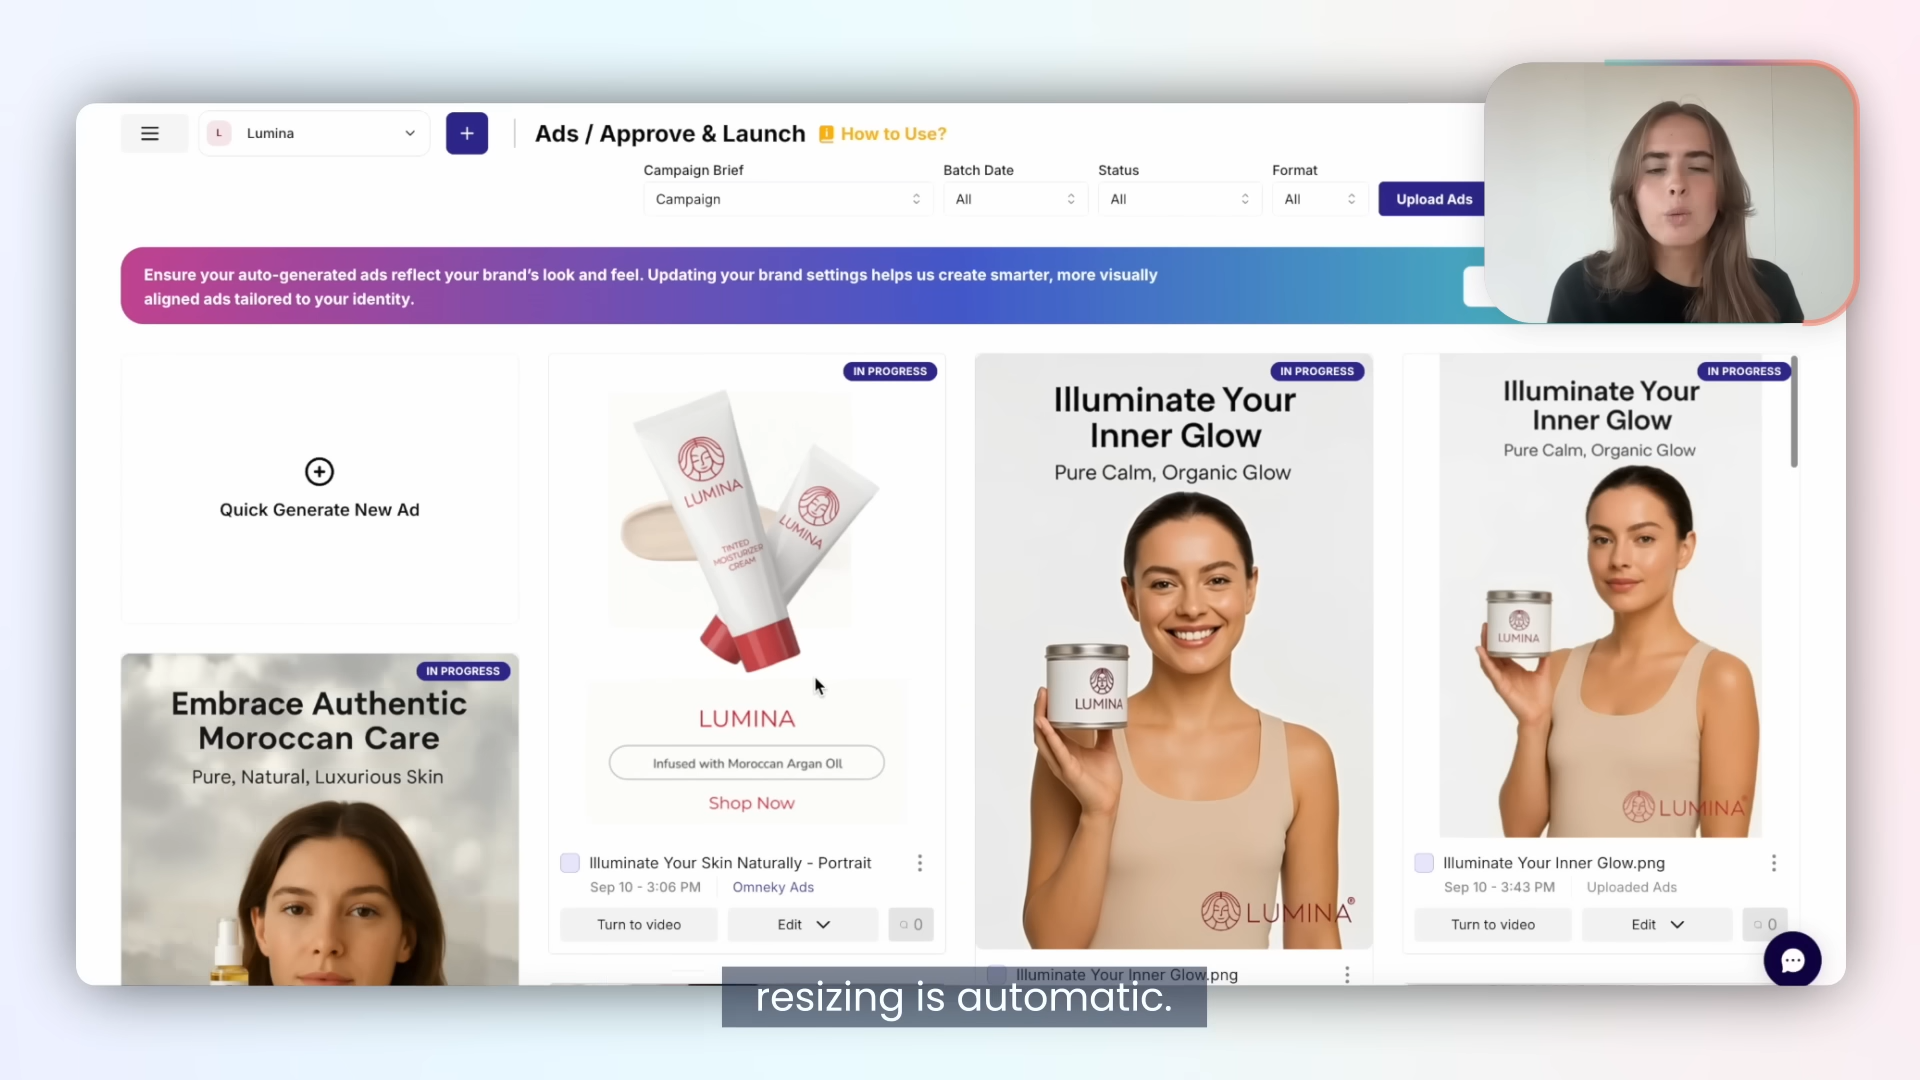 L Lumina
+
Ads / Approve & Launch
How to Use?
Campaign Brief
Batch Date
Status
Format
Campaign
All
All
All
Upload Ads
Ensure your auto-generated ads reflect your brand’s look and feel. Updating your brand settings helps us create smarter, more visually
aligned ads tailored to your identity.
Quick Generate New Ad
IN PROGRESS
Embrace Authentic
Moroccan Care
Pure, Natural, Luxurious Skin
IN PROGRESS
LUMINA
TINTED
MOISTURIZER
CREAM
LUMINA
LUMINA
Infused with Moroccan Argan OIl
Shop Now
Illuminate Your Skin Naturally - Portrait
Sep 10 - 3:06 PM
Omneky Ads
Turn to video
Edit
0
IN PROGRESS
Illuminate Your
Inner Glow
Pure Calm, Organic Glow
LUMINA
LUMINA®
Illuminate Your Inner Glow.png
IN PROGRESS
Illuminate Your
Inner Glow
Pure Calm, Organic Glow
LUMINA
LUMINA
Illuminate Your Inner Glow.png
Sep 10 - 3:43 PM
Uploaded Ads
Turn to video
Edit
0
resizing is automatic.